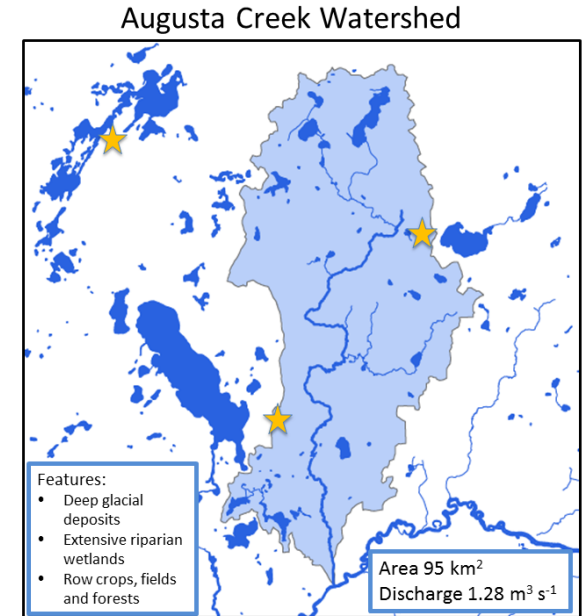 Augusta Creek Watershed
Features:
• Deep glacial
deposits
• Extensive riparian
wetlands
• Row crops, fields
and forests
Area 95 km²
Discharge 1.28 m³ s⁻¹